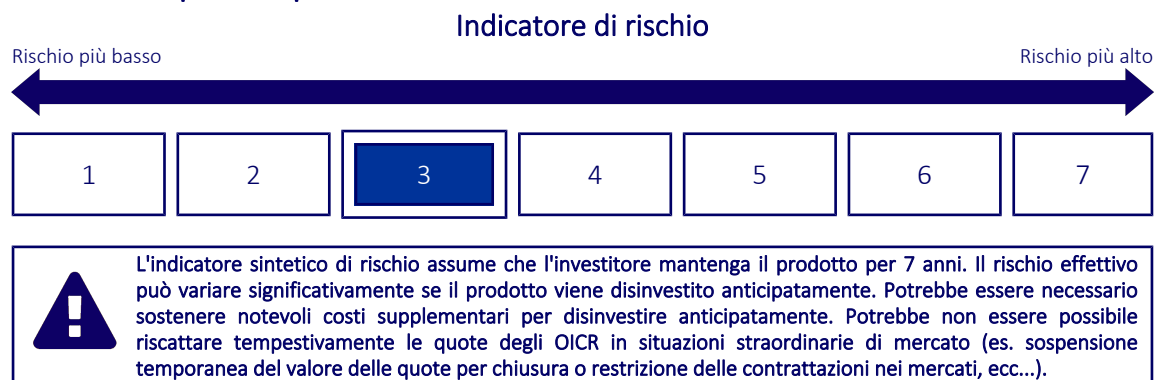 Indicatore di rischio
Rischio più basso
Rischio più alto
1
2
3
4
5
6
7
L'indicatore sintetico di rischio assume che l'investitore mantenga il prodotto per 7 anni. Il rischio effettivo
può variare significativamente se il prodotto viene disinvestito anticipatamente. Potrebbe essere necessario
sostenere notevoli costi supplementari per disinvestire anticipatamente. Potrebbe non essere possibile
riscattare tempestivamente le quote degli OICR in situazioni straordinarie di mercato (es. sospensione
temporanea del valore delle quote per chiusura o restrizione delle contrattazioni nei mercati, ecc...).